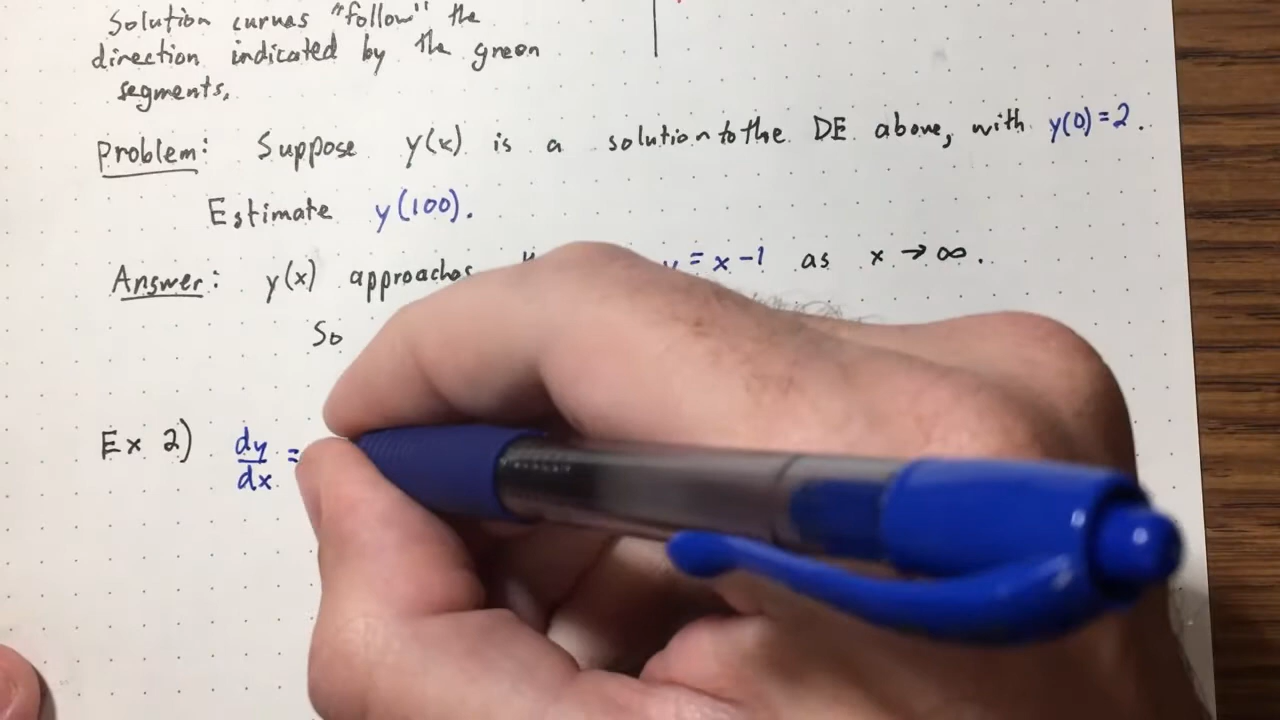 Solution curves "follow" the
direction indicated by the green
segments.
Problem: Suppose y(x) is a solution to the DE above, with y(0)=2.
Estimate y(100).
Answer: y(x) approaches y = x -1 as x → ∞.
So
Ex 2) dy/dx =